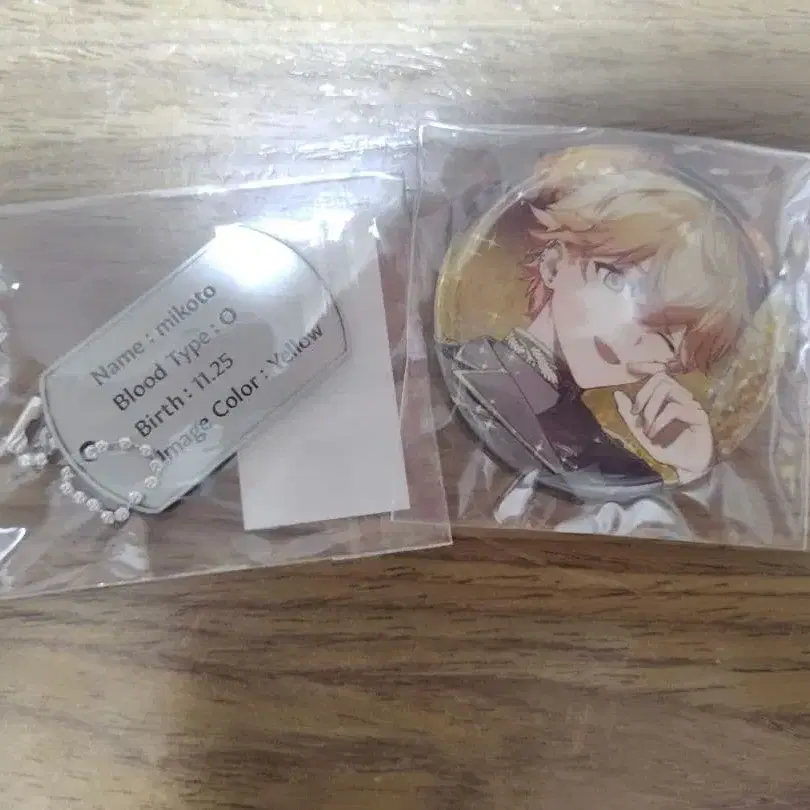 Name : mikoto
Blood Type : O
Birth : 11.25
Image Color : Yellow